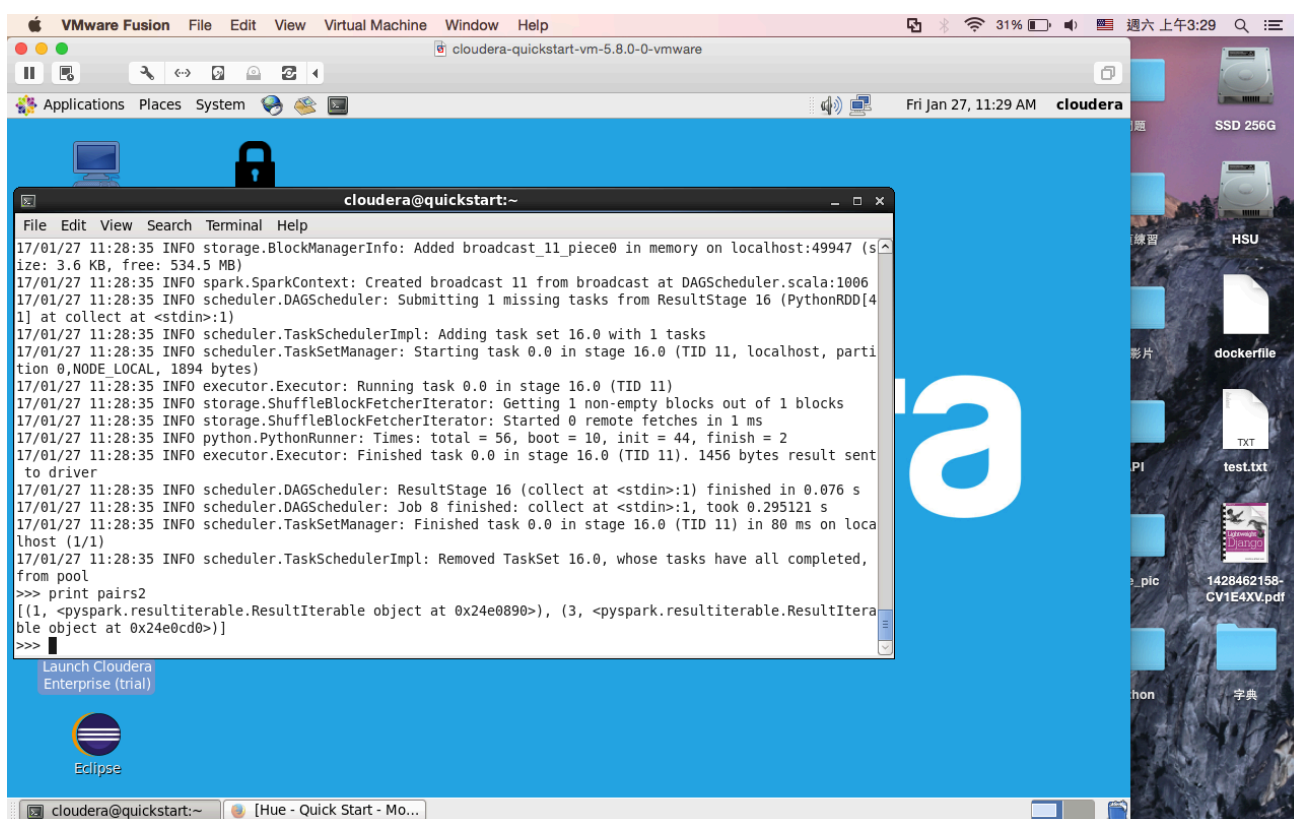 VMware Fusion File Edit View Virtual Machine Window Help 31% 週六 上午3:29
cloudera-quickstart-vm-5.8.0-0-vmware
Applications Places System Fri Jan 27, 11:29 AM cloudera
cloudera@quickstart:~
File Edit View Search Terminal Help
17/01/27 11:28:35 INFO storage.BlockManagerInfo: Added broadcast_11_piece0 in memory on localhost:49947 (s
ize: 3.6 KB, free: 534.5 MB)
17/01/27 11:28:35 INFO spark.SparkContext: Created broadcast 11 from broadcast at DAGScheduler.scala:1006
17/01/27 11:28:35 INFO scheduler.DAGScheduler: Submitting 1 missing tasks from ResultStage 16 (PythonRDD[4
1] at collect at <stdin>:1)
17/01/27 11:28:35 INFO scheduler.TaskSchedulerImpl: Adding task set 16.0 with 1 tasks
17/01/27 11:28:35 INFO scheduler.TaskSetManager: Starting task 0.0 in stage 16.0 (TID 11, localhost, parti
tion 0,NODE_LOCAL, 1894 bytes)
17/01/27 11:28:35 INFO executor.Executor: Running task 0.0 in stage 16.0 (TID 11)
17/01/27 11:28:35 INFO storage.ShuffleBlockFetcherIterator: Getting 1 non-empty blocks out of 1 blocks
17/01/27 11:28:35 INFO storage.ShuffleBlockFetcherIterator: Started 0 remote fetches in 1 ms
17/01/27 11:28:35 INFO python.PythonRunner: Times: total = 56, boot = 10, init = 44, finish = 2
17/01/27 11:28:35 INFO executor.Executor: Finished task 0.0 in stage 16.0 (TID 11). 1456 bytes result sent
to driver
17/01/27 11:28:35 INFO scheduler.DAGScheduler: ResultStage 16 (collect at <stdin>:1) finished in 0.076 s
17/01/27 11:28:35 INFO scheduler.DAGScheduler: Job 8 finished: collect at <stdin>:1, took 0.295121 s
17/01/27 11:28:35 INFO scheduler.TaskSetManager: Finished task 0.0 in stage 16.0 (TID 11) in 80 ms on loca
lhost (1/1)
17/01/27 11:28:35 INFO scheduler.TaskSchedulerImpl: Removed TaskSet 16.0, whose tasks have all completed,
from pool
>>> print pairs2
[(1, <pyspark.resultiterable.ResultIterable object at 0x24e0890>), (3, <pyspark.resultiterable.ResultItera
ble object at 0x24e0cd0>)]
>>>
ra
Launch Cloudera
Enterprise (trial)
Eclipse
cloudera@quickstart:~ [Hue - Quick Start - Mo...
題
SSD 256G
練習
HSU
影片
dockerfile
TXT
PI
test.txt
Lightweight
Django
e_pic
1428462158-
CV1E4XV.pdf
hon
字典